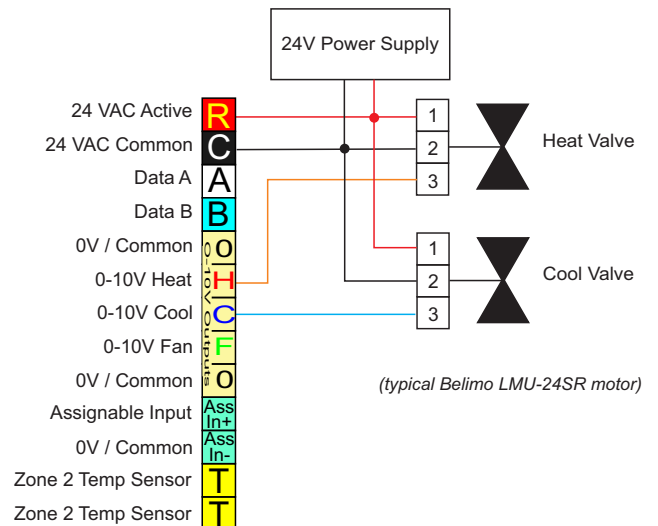 24V Power Supply
24 VAC Active R
24 VAC Common C
Data A A
Data B B
0V / Common o
0-10V Heat H
0-10V Cool C
0-10V Fan F
0V / Common o
0-10V Outputs
Assignable Input Ass In+
0V / Common Ass In-
Zone 2 Temp Sensor T
Zone 2 Temp Sensor T
1
2
3
Heat Valve
1
2
3
Cool Valve
(typical Belimo LMU-24SR motor)